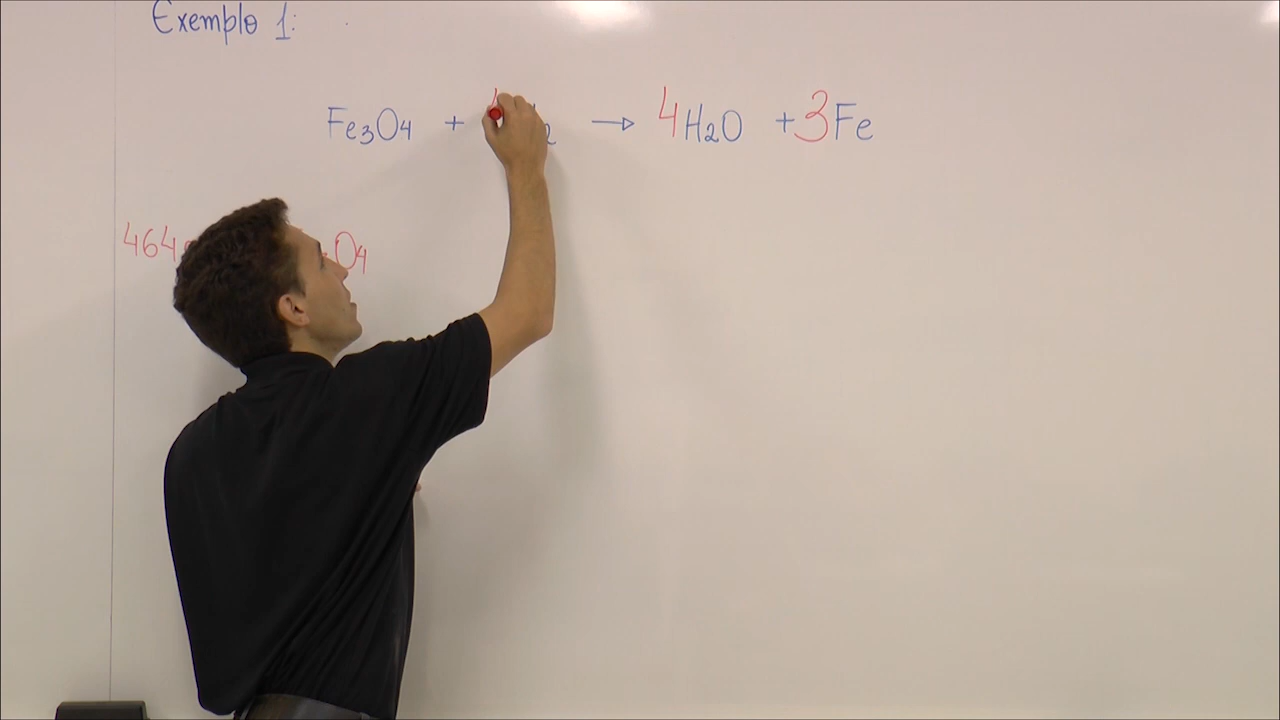 Exemplo 1:
Fe3O4 + → 4H2O + 3Fe
464 O4